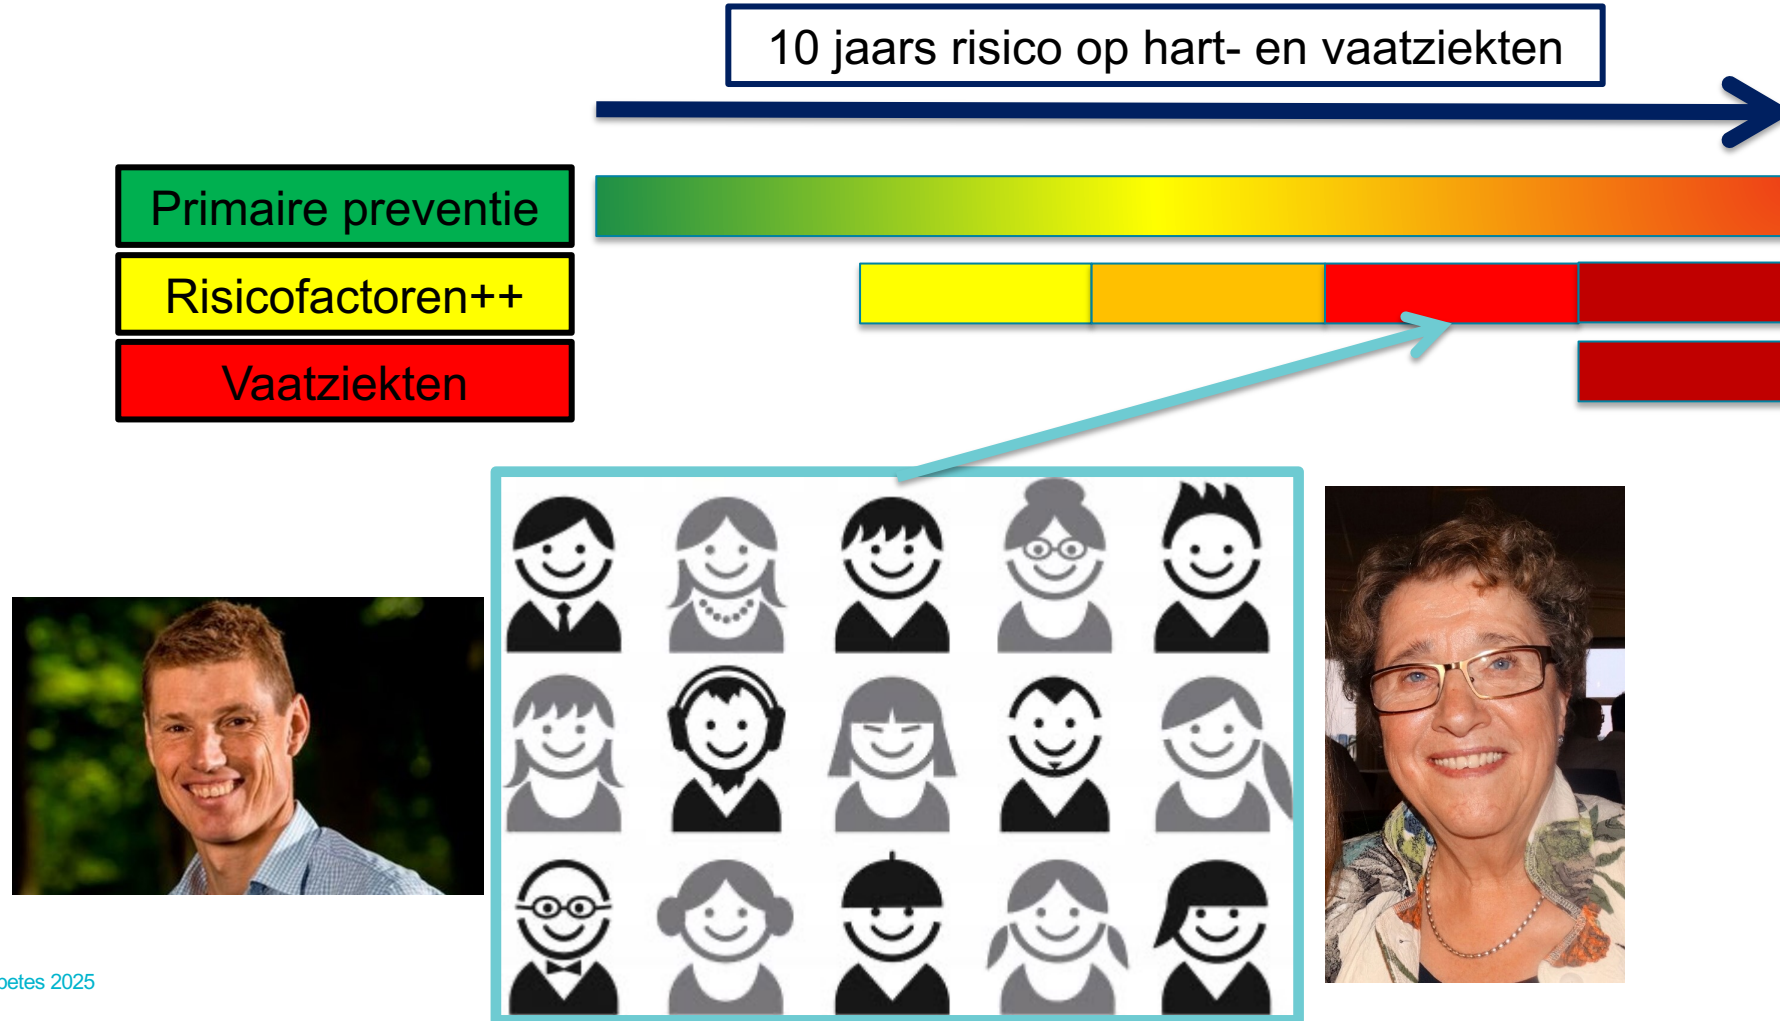 10 jaars risico op hart- en vaatziekten
Primaire preventie
Risicofactoren++
Vaatziekten
betes 2025